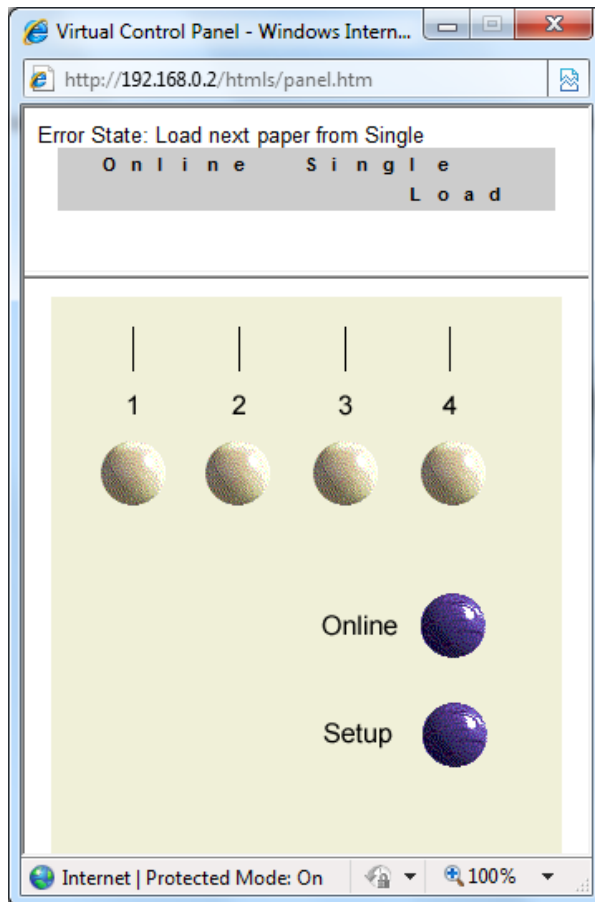 Virtual Control Panel - Windows Intern...
http://192.168.0.2/htmls/panel.htm
Error State: Load next paper from Single
Online Single
Load
1 2 3 4
Online
Setup
Internet | Protected Mode: On 100%